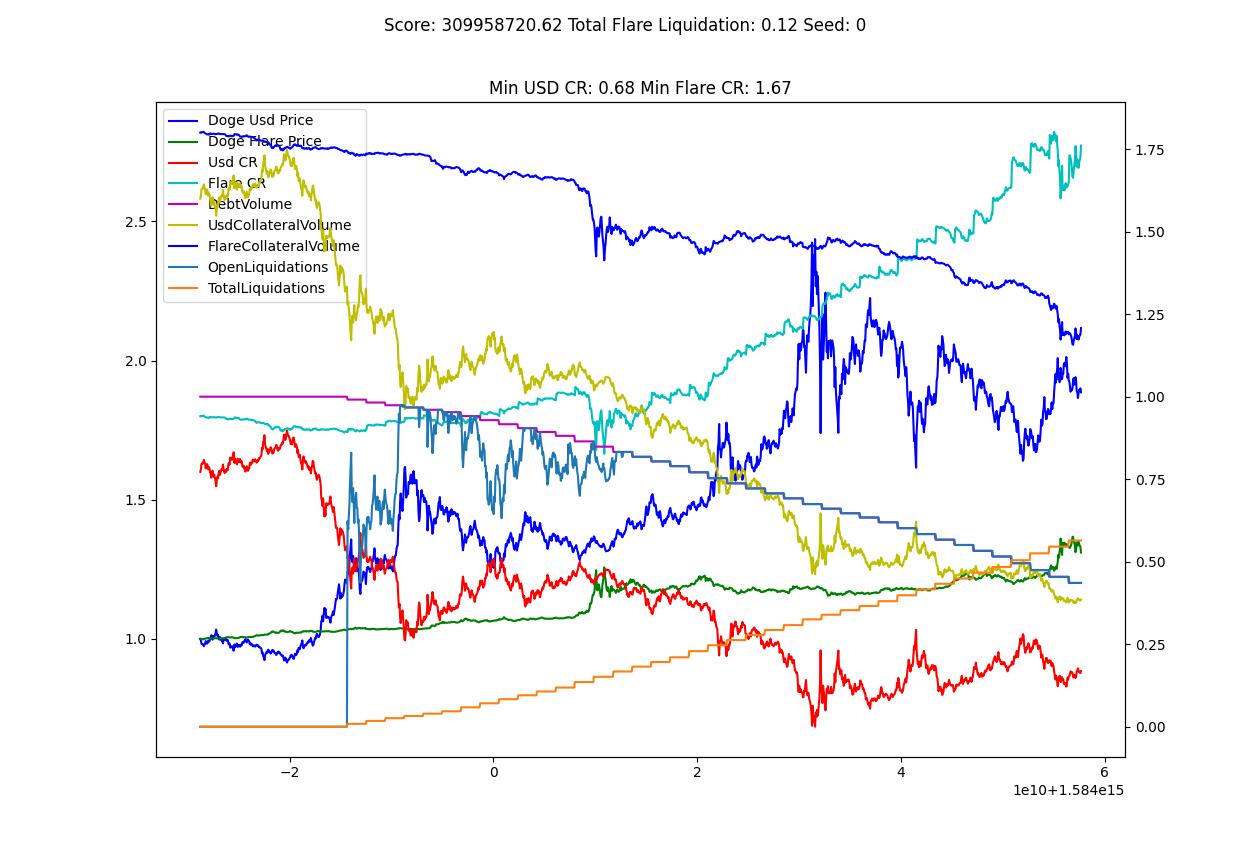 Score: 309958720.62 Total Flare Liquidation: 0.12 Seed: 0
Min USD CR: 0.68 Min Flare CR: 1.67
Doge Usd Price
Doge Flare Price
Usd CR
Flare CR
DebtVolume
UsdCollateralVolume
FlareCollateralVolume
OpenLiquidations
TotalLiquidations
2.5
2.0
1.5
1.0
1.75
1.50
1.25
1.00
0.75
0.50
0.25
0.00
−2
0
2
4
6
1e10+1.584e15